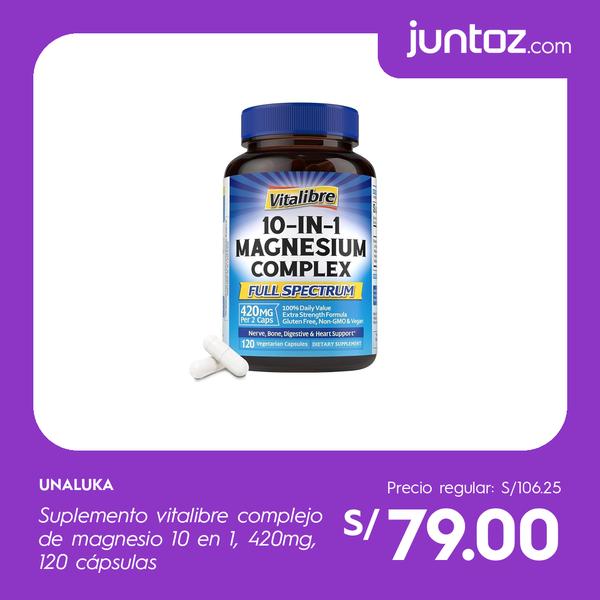 juntoz.com
Vitalibre
10-IN-1
MAGNESIUM
COMPLEX
FULL SPECTRUM
420MG
Per 2 Caps
100% Daily Value
Extra Strength Formula
Gluten Free, Non-GMO & Vegan
Nerve, Bone, Digestive & Heart Support*
120 Vegetarian Capsules DIETARY SUPPLEMENT
UNALUKA
Suplemento vitalibre complejo
de magnesio 10 en 1, 420mg,
120 cápsulas
Precio regular: S/106.25
S/79.00